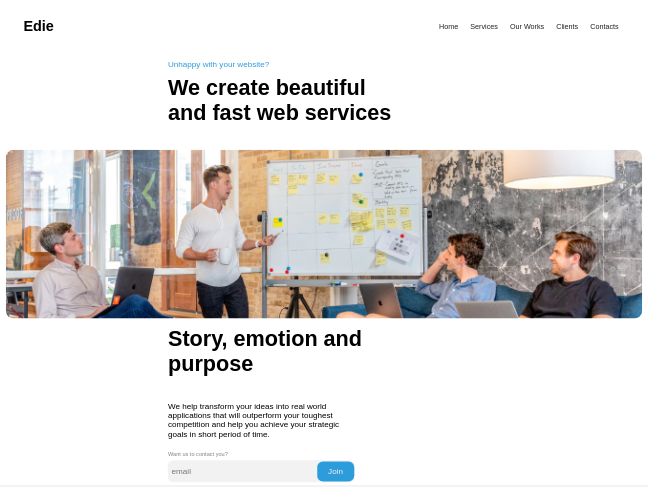 Edie
Home Services Our Works Clients Contacts
Unhappy with your website?
We create beautiful
and fast web services
Story, emotion and
purpose
We help transform your ideas into real world
applications that will outperform your toughest
competition and help you achieve your strategic
goals in short period of time.
Want us to contact you?
email Join